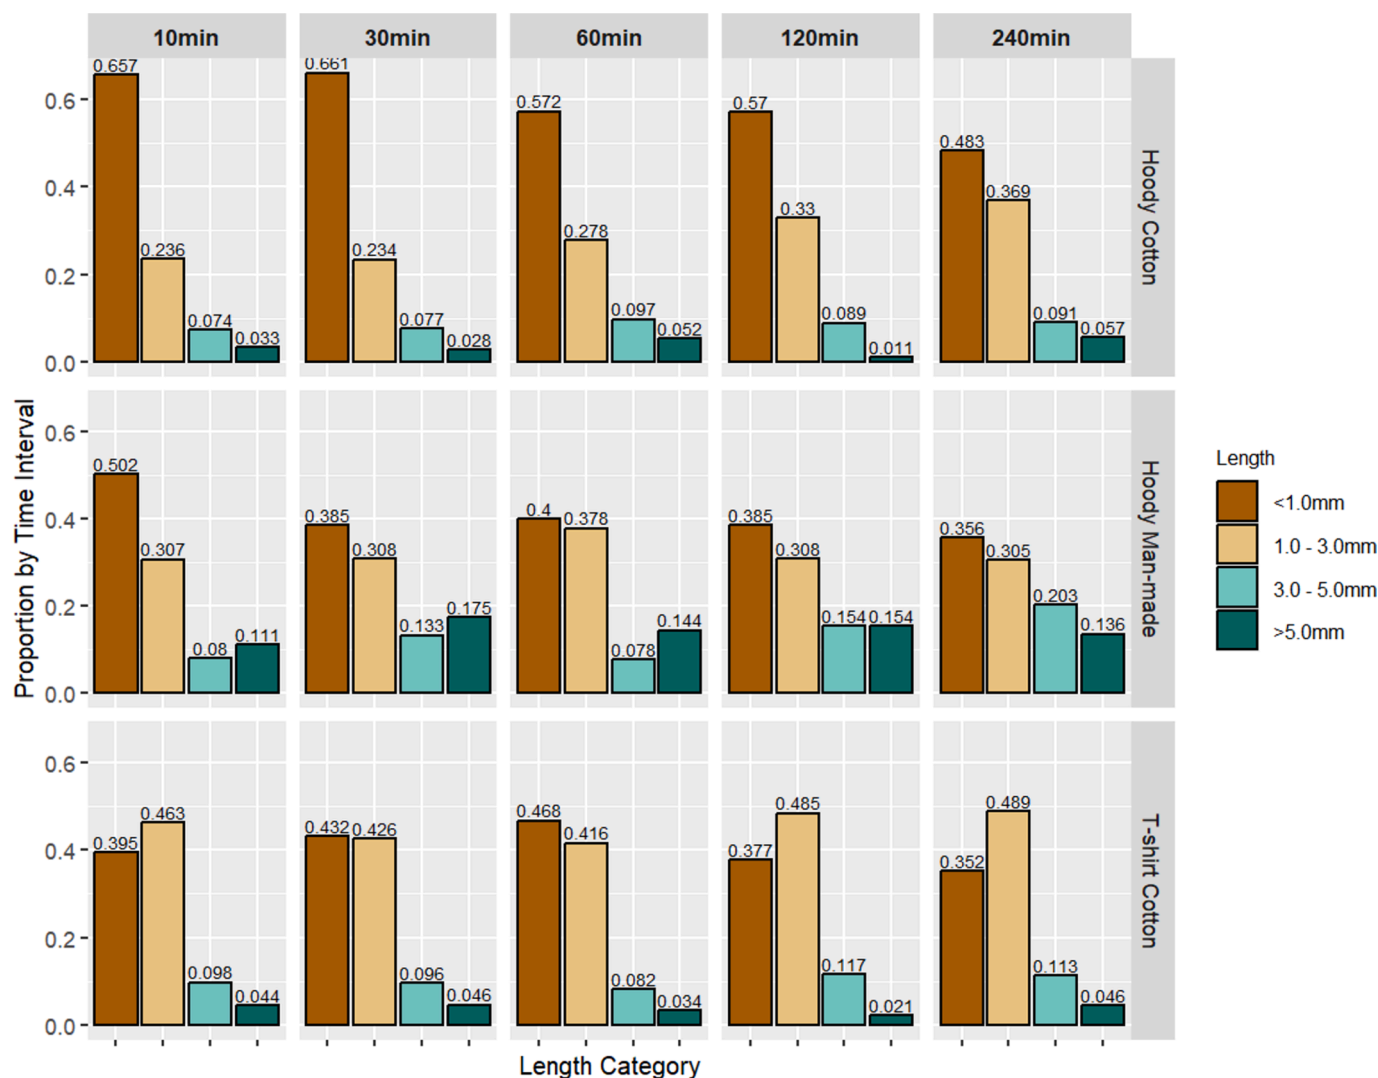 10min 30min 60min 120min 240min
0.657 0.236 0.074 0.033
0.661 0.234 0.077 0.028
0.572 0.278 0.097 0.052
0.57 0.33 0.089 0.011
0.483 0.369 0.091 0.057
0.6
0.4
0.2
0.0
Hoody Cotton
0.502 0.307 0.08 0.111
0.385 0.308 0.133 0.175
0.4 0.378 0.078 0.144
0.385 0.308 0.154 0.154
0.356 0.305 0.203 0.136
0.6
0.4
0.2
0.0
Hoody Man-made
0.395 0.463 0.098 0.044
0.432 0.426 0.096 0.046
0.468 0.416 0.082 0.034
0.377 0.485 0.117 0.021
0.352 0.489 0.113 0.046
0.6
0.4
0.2
0.0
T-shirt Cotton
Proportion by Time Interval
Length Category
Length
<1.0mm
1.0 - 3.0mm
3.0 - 5.0mm
>5.0mm